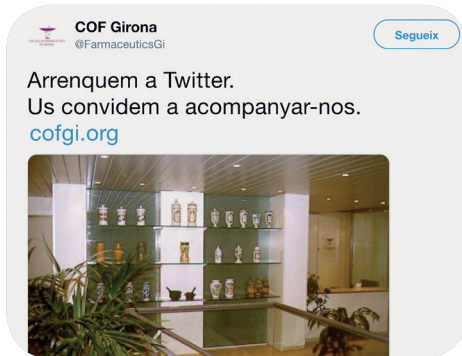 COF Girona
@FarmaceuticsGi
Segueix
Arrenquem a Twitter.
Us convidem a acompanyar-nos.
cofgi.org